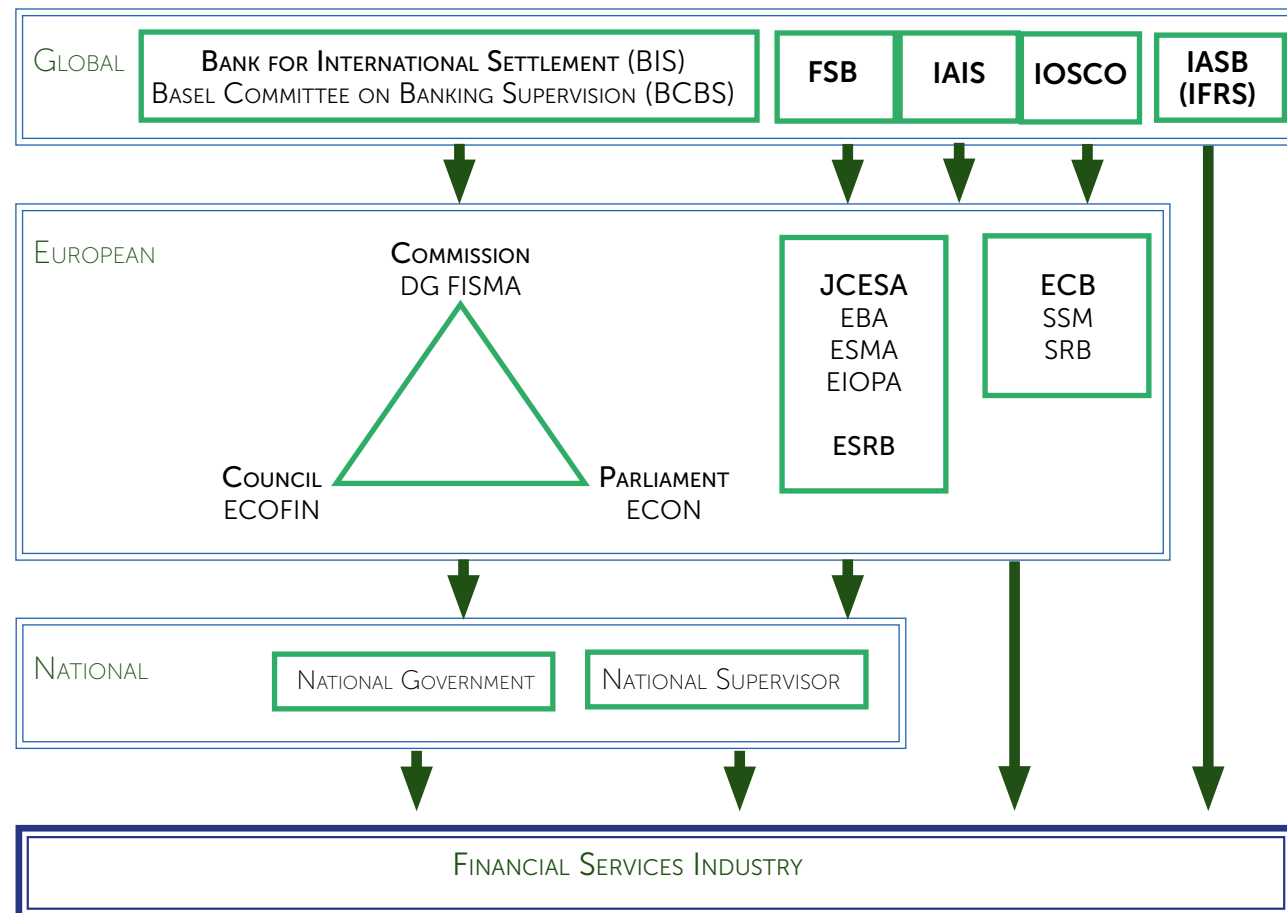 Global
Bank for International Settlement (BIS)
Basel Committee on Banking Supervision (BCBS)
FSB
IAIS
IOSCO
IASB
(IFRS)
European
Commission
DG FISMA
Council
ECOFIN
Parliament
ECON
JCESA
EBA
ESMA
EIOPA
ESRB
ECB
SSM
SRB
National
National Government
National Supervisor
Financial Services Industry